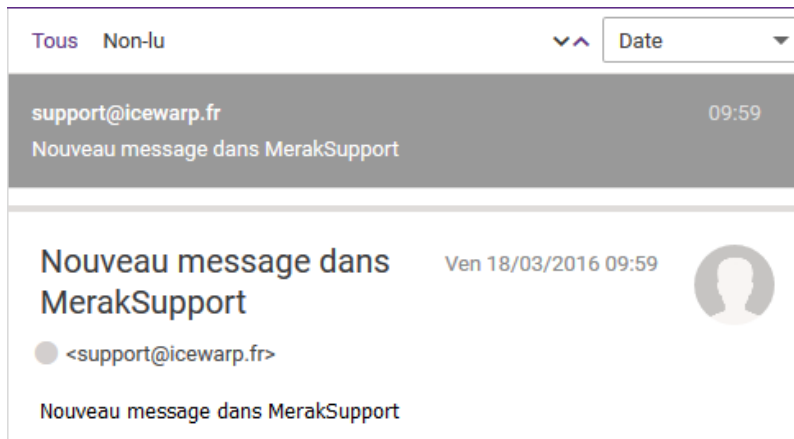 Tous Non-lu Date
support@icewarp.fr 09:59
Nouveau message dans MerakSupport
Nouveau message dans Ven 18/03/2016 09:59
MerakSupport
<support@icewarp.fr>
Nouveau message dans MerakSupport